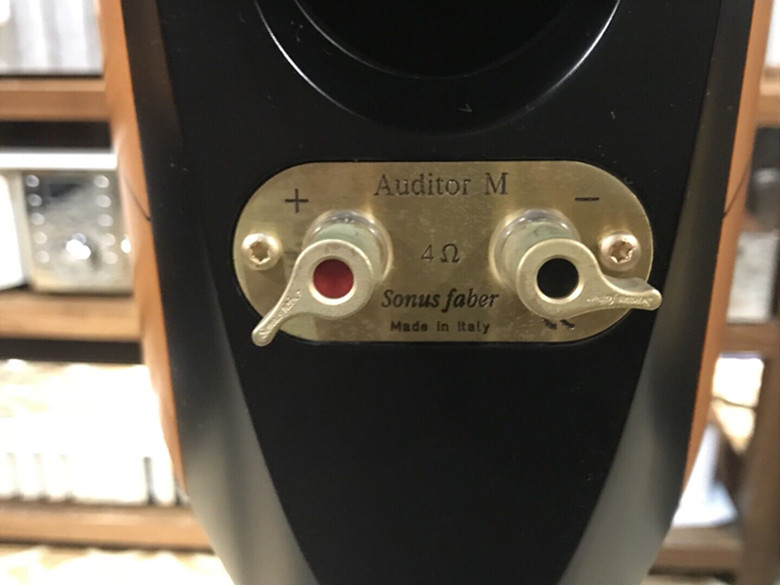 Auditor M
+ −
4Ω
Sonus faber
Made in Italy